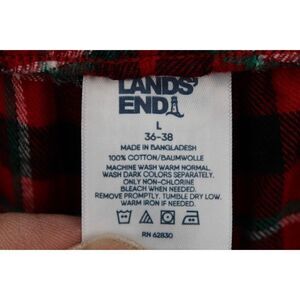 LANDS'
END
L
36-38
MADE IN BANGLADESH
100% COTTON/BAUMWOLLE
MACHINE WASH WARM NORMAL.
WASH DARK COLORS SEPARATELY.
ONLY NON-CHLORINE
BLEACH WHEN NEEDED.
REMOVE PROMPTLY. TUMBLE DRY LOW.
WARM IRON IF NEEDED.
RN 62830